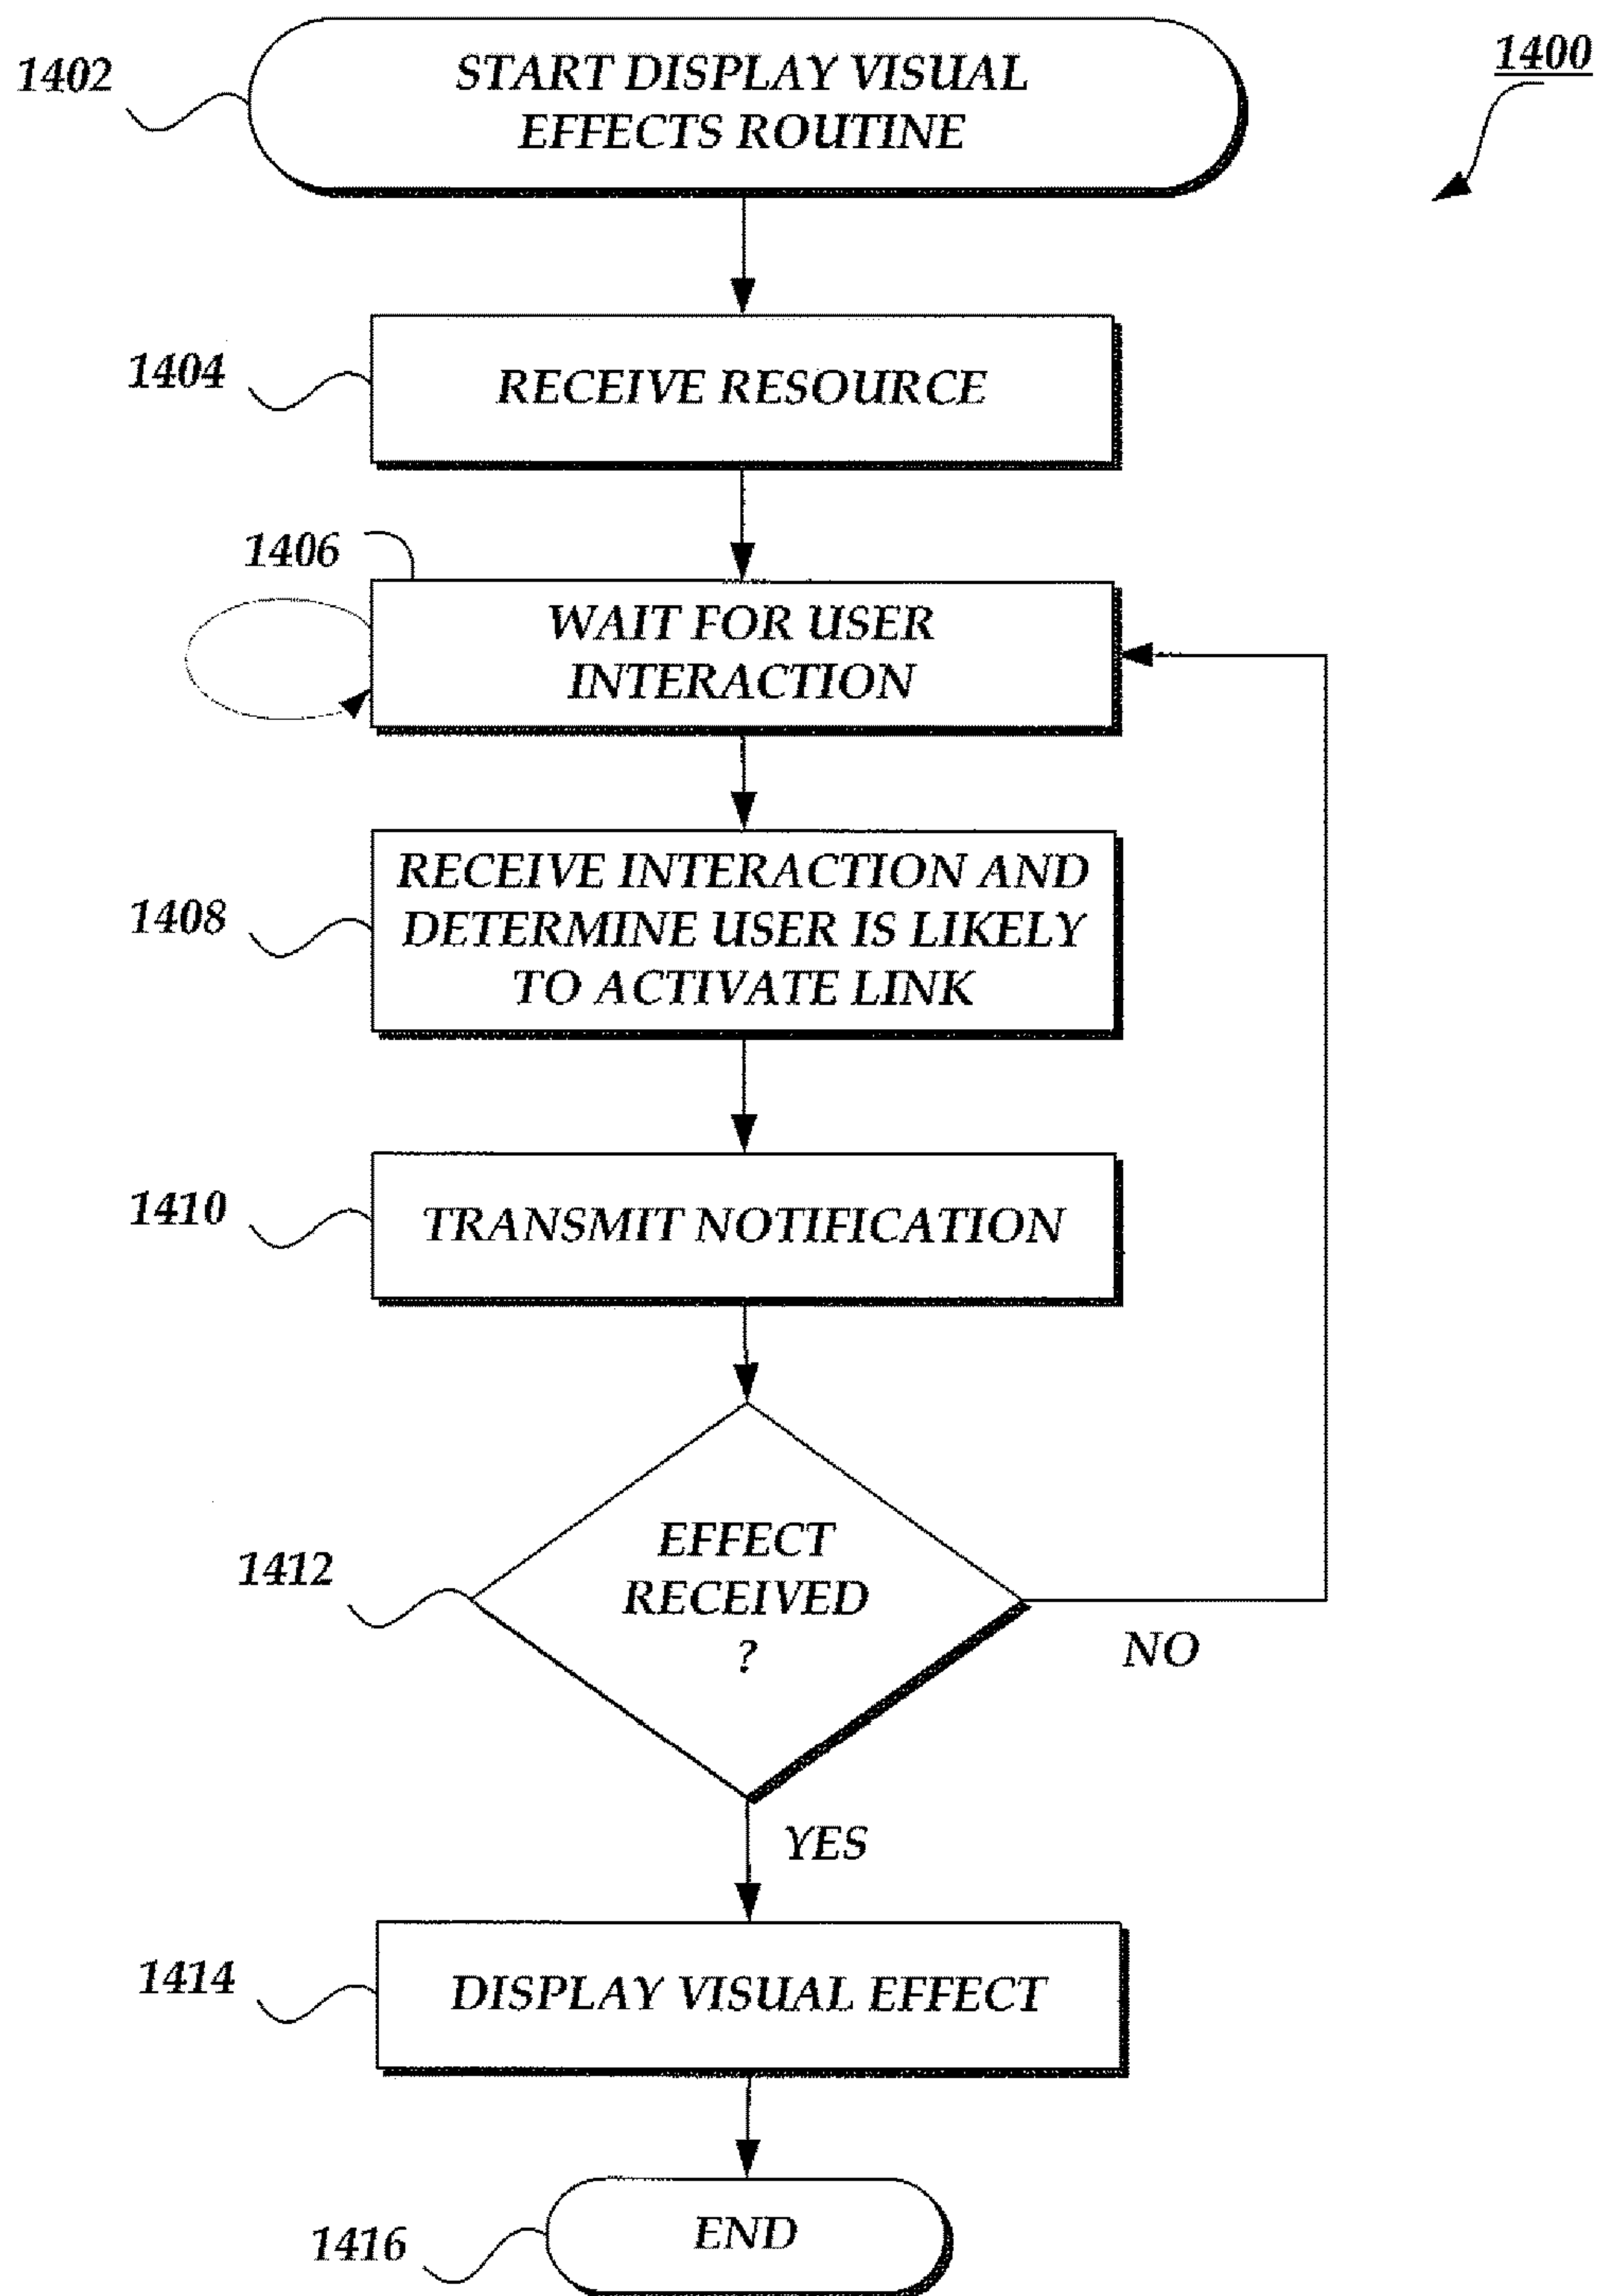 1400
1402
START DISPLAY VISUAL
EFFECTS ROUTINE
1404
RECEIVE RESOURCE
1406
WAIT FOR USER
INTERACTION
1408
RECEIVE INTERACTION AND
DETERMINE USER IS LIKELY
TO ACTIVATE LINK
1410
TRANSMIT NOTIFICATION
1412
EFFECT
RECEIVED
?
NO
YES
1414
DISPLAY VISUAL EFFECT
1416
END